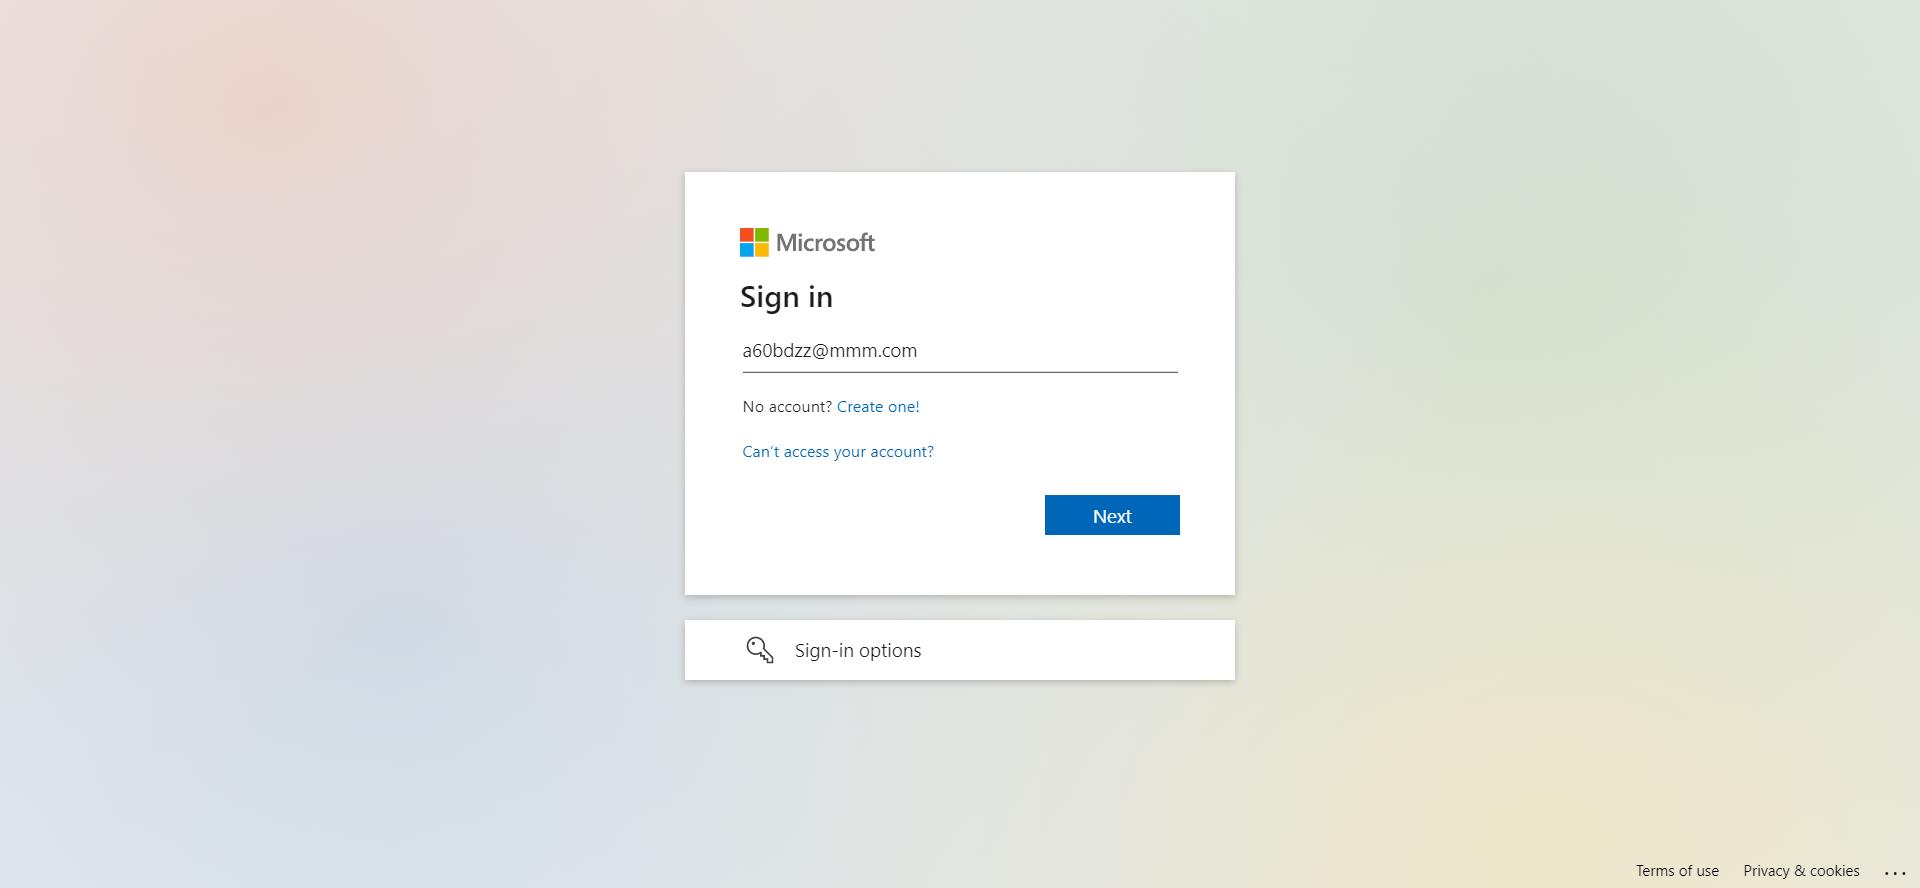 Microsoft
Sign in
a60bdzz@mmm.com
No account? Create one!
Can't access your account?
Next
Sign-in options
Terms of use Privacy & cookies ...